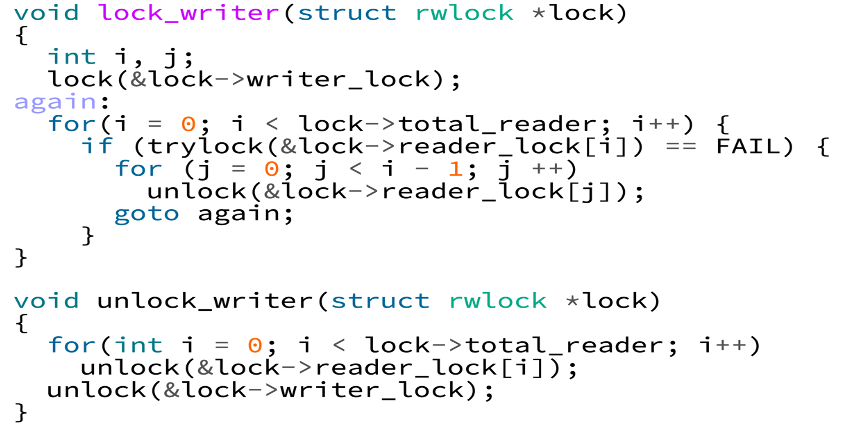 void lock_writer(struct rwlock *lock)
{
  int i, j;
  lock(&lock->writer_lock);
again:
  for(i = 0; i < lock->total_reader; i++) {
    if (trylock(&lock->reader_lock[i]) == FAIL) {
      for (j = 0; j < i - 1; j ++)
        unlock(&lock->reader_lock[j]);
      goto again;
    }
}
void unlock_writer(struct rwlock *lock)
{
  for(int i = 0; i < lock->total_reader; i++)
    unlock(&lock->reader_lock[i]);
  unlock(&lock->writer_lock);
}